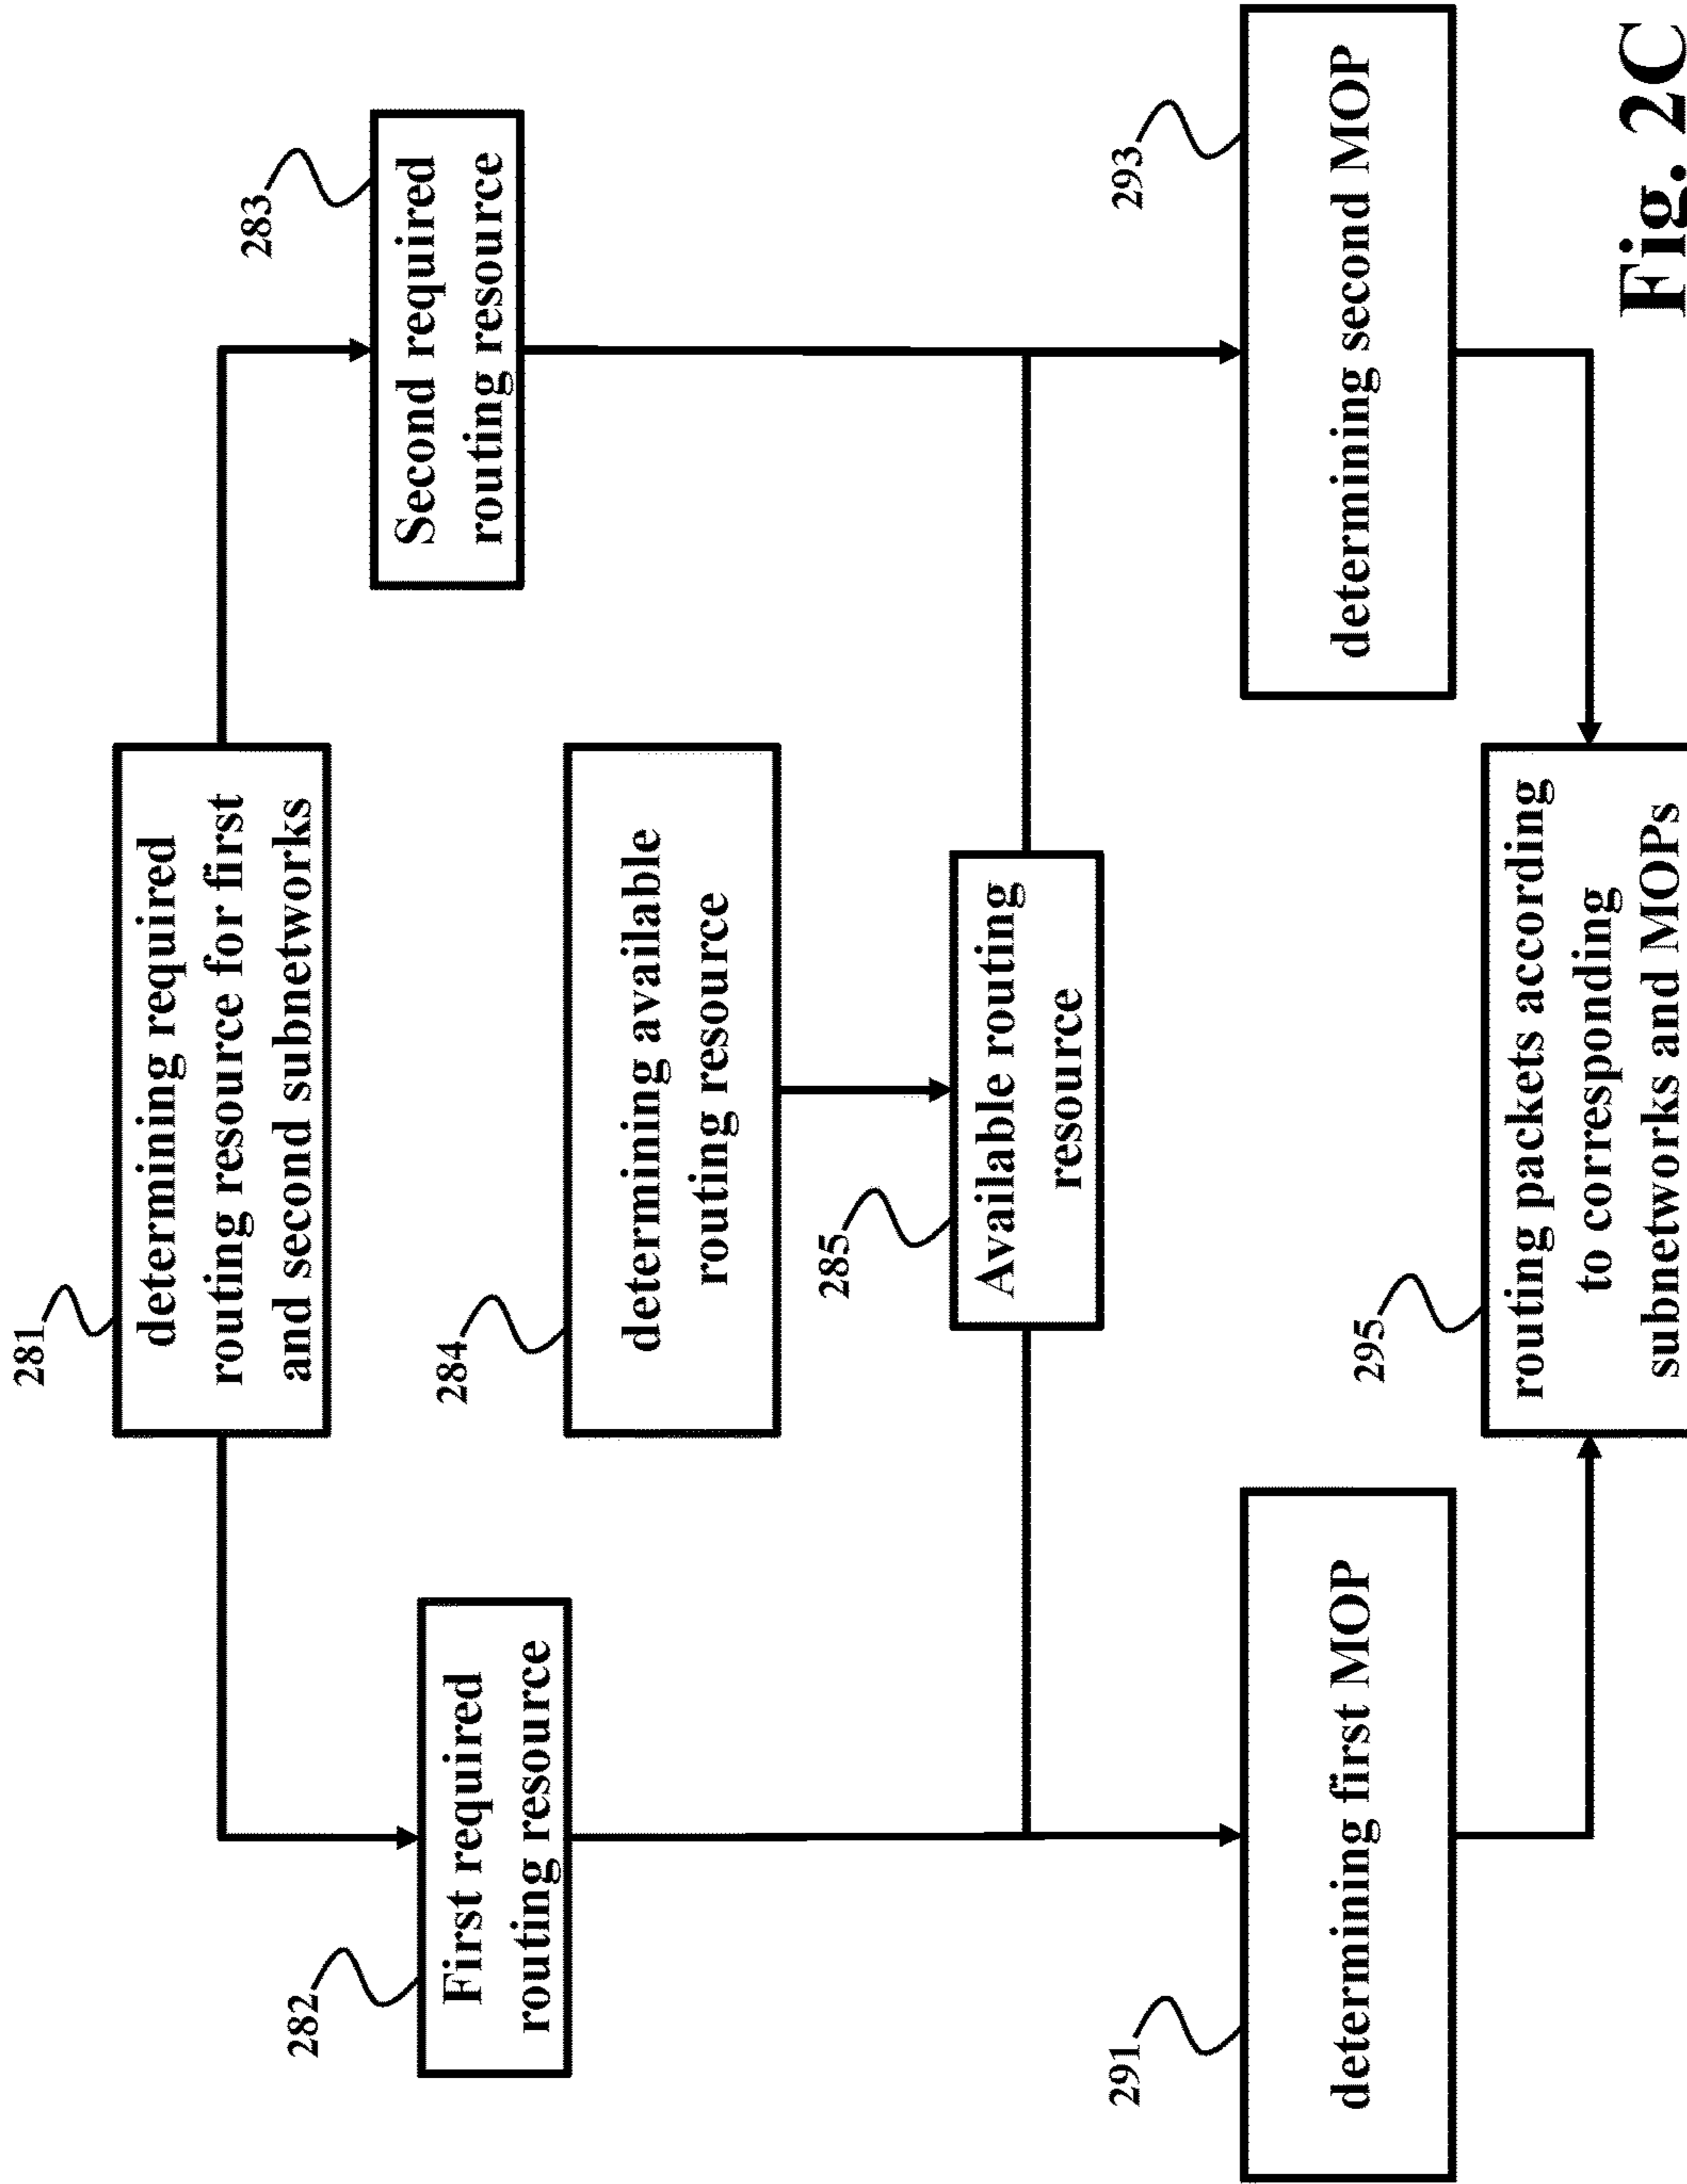 281
determining required
routing resource for first
and second subnetworks
282
First required
routing resource
283
Second required
routing resource
284
determining available
routing resource
285
Available routing
resource
291
determining first MOP
293
determining second MOP
295
routing packets according
to corresponding
subnetworks and MOPs
Fig. 2C